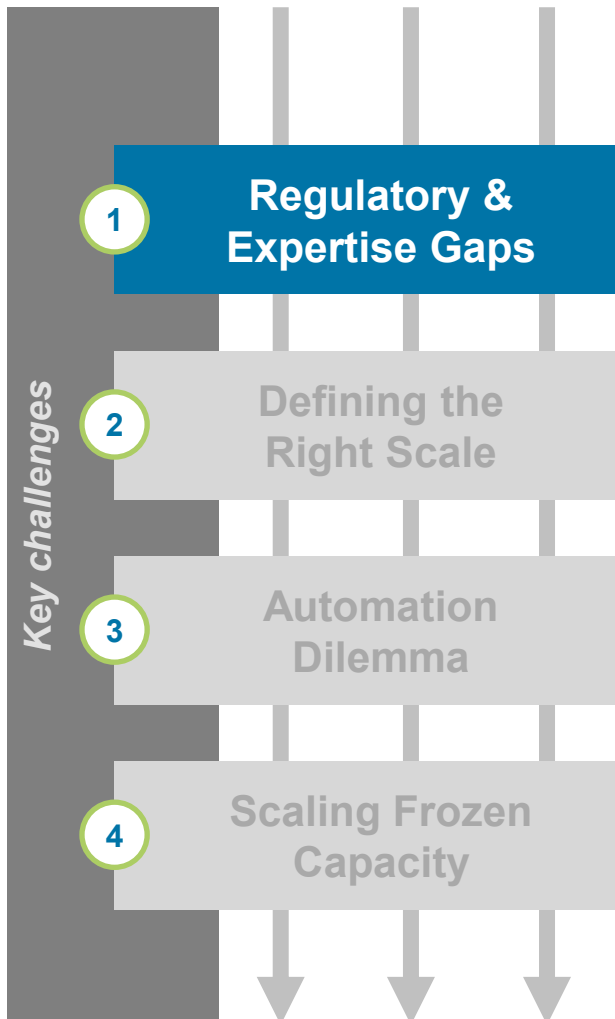 Key challenges
1
Regulatory &
Expertise Gaps
2
Defining the
Right Scale
3
Automation
Dilemma
4
Scaling Frozen
Capacity